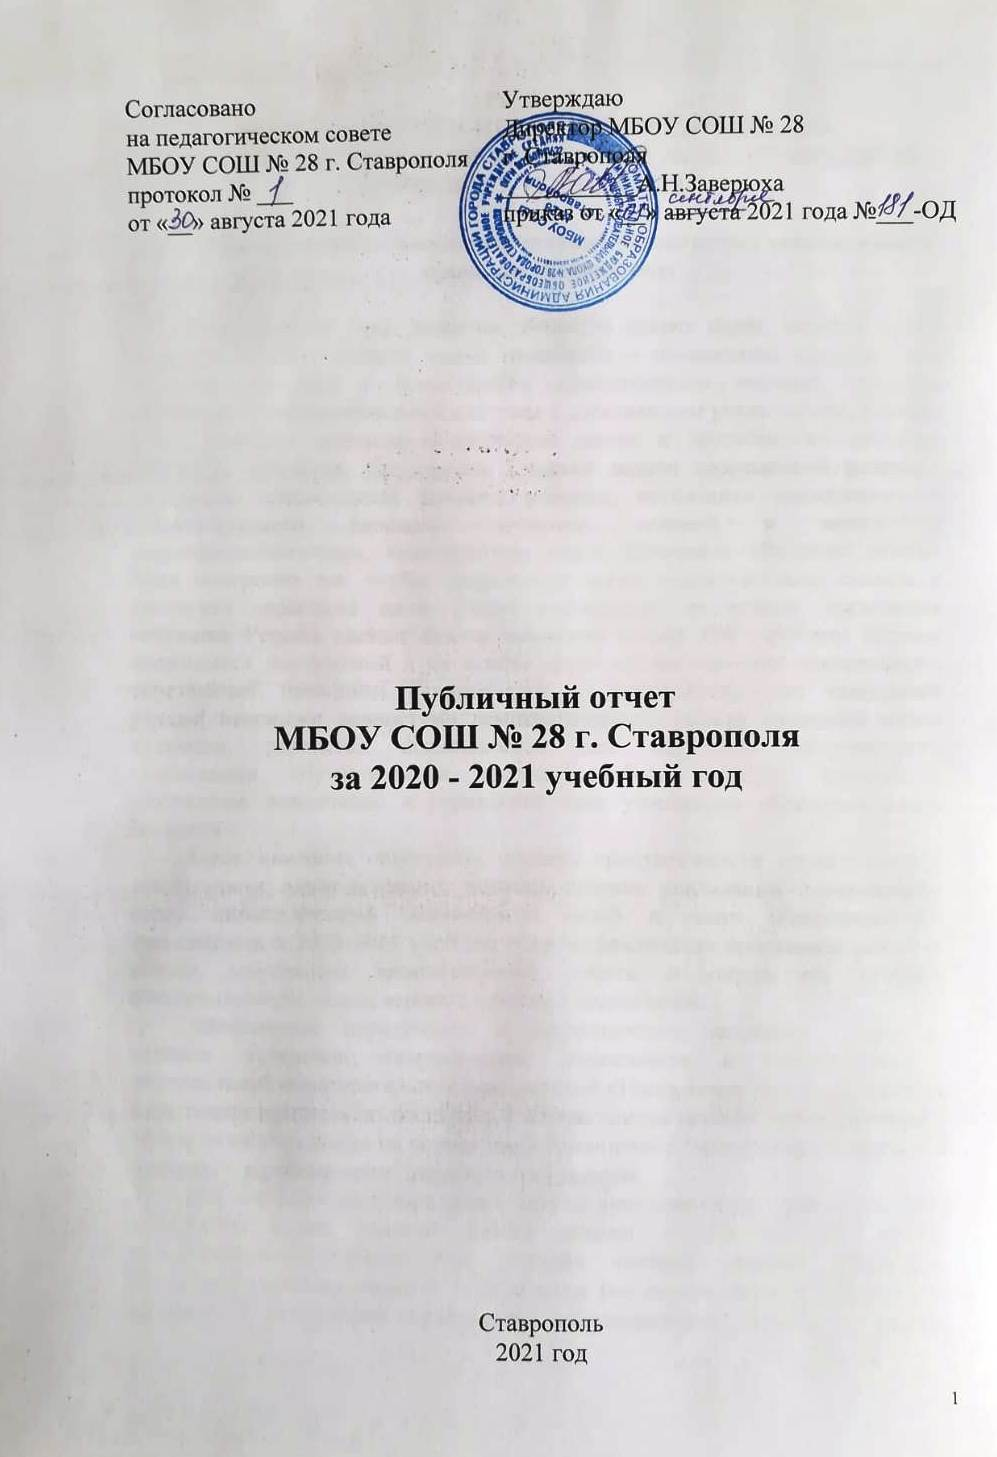 Согласовано
на педагогическом совете
МБОУ СОШ № 28 г. Ставрополя
протокол № 1
от «30» августа 2021 года
Утверждаю
Директор МБОУ СОШ № 28
г. Ставрополя
А.Н.Заверюха
сентября
приказ от «01» августа 2021 года №181-ОД
Публичный отчет
МБОУ СОШ № 28 г. Ставрополя
за 2020 - 2021 учебный год
Ставрополь
2021 год
1